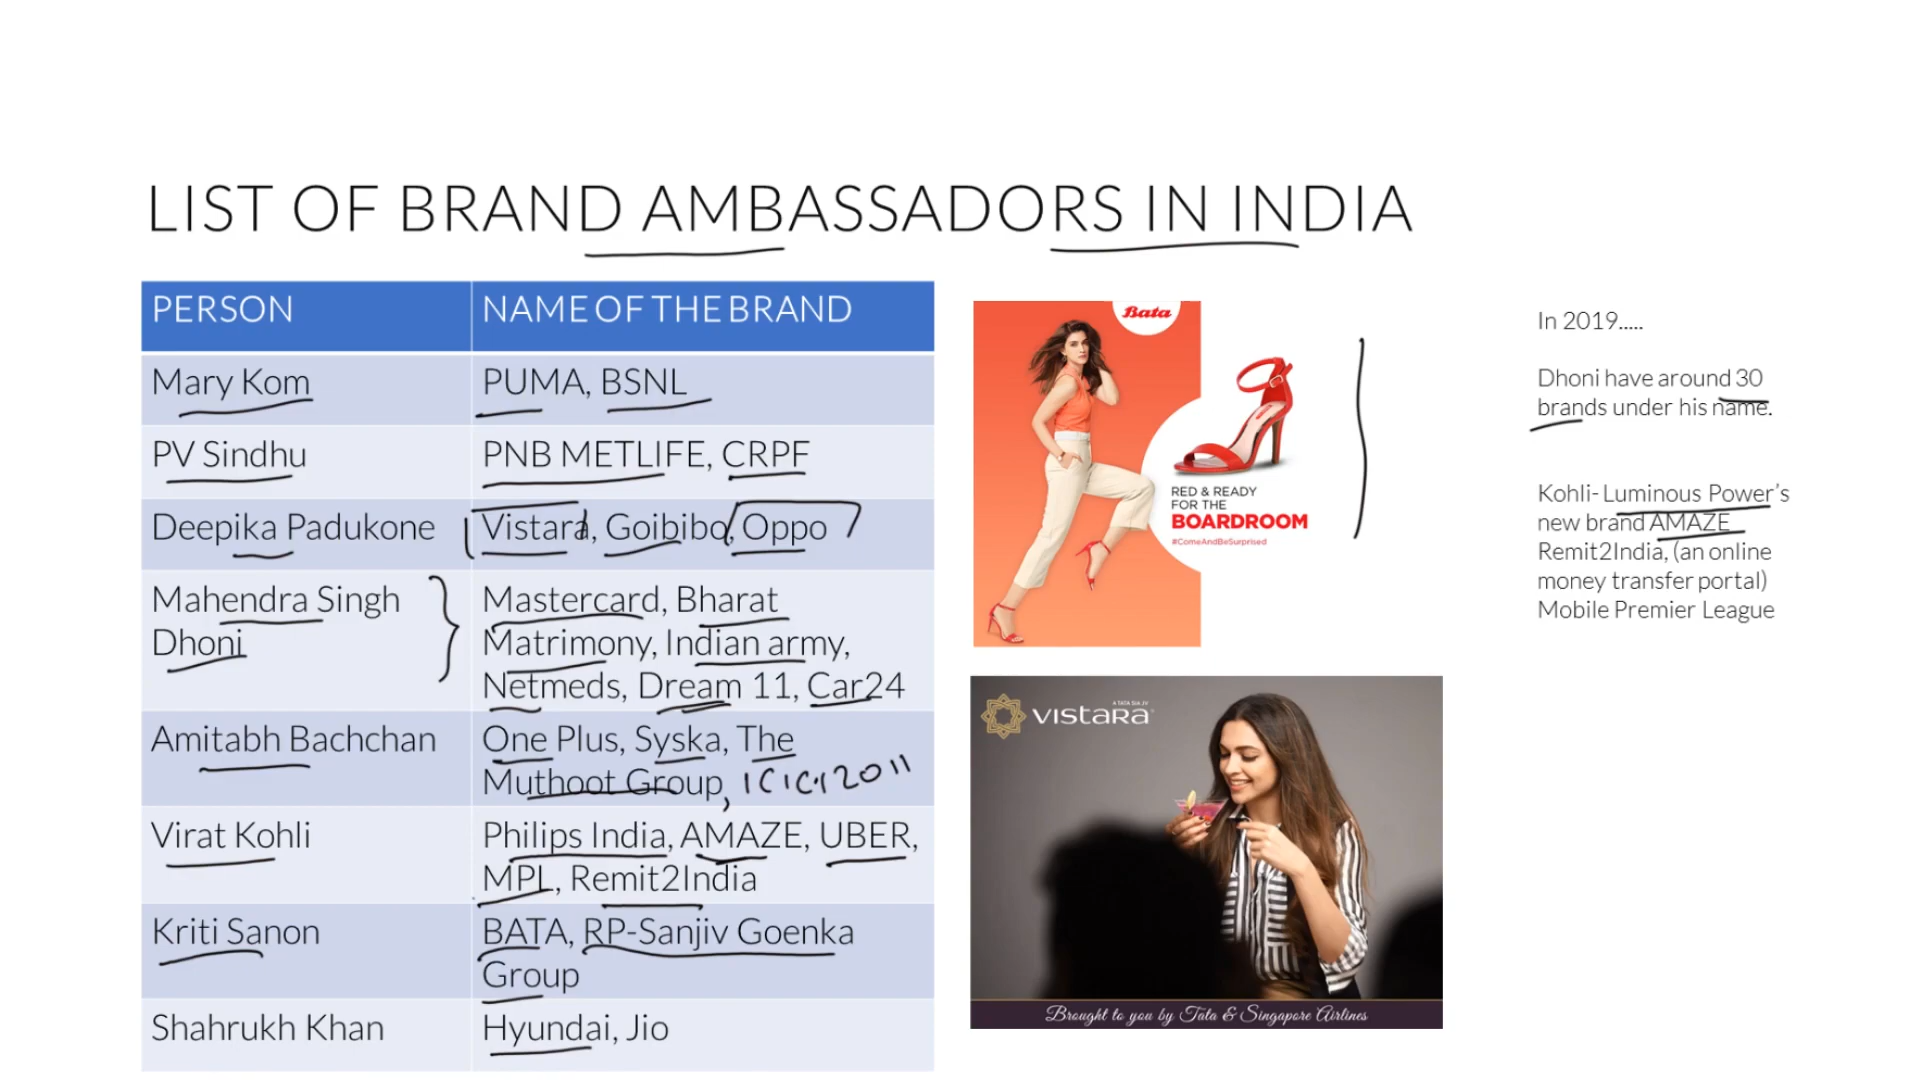 LIST OF BRAND AMBASSADORS IN INDIA
PERSON NAME OF THE BRAND
Mary Kom PUMA, BSNL
PV Sindhu PNB METLIFE, CRPF
Deepika Padukone Vistara, Goibibo, Oppo
Mahendra Singh Mastercard, Bharat
Dhoni Matrimony, Indian army,
Netmeds, Dream 11, Car24
Amitabh Bachchan One Plus, Syska, The
Muthoot Group,
Virat Kohli Philips India, AMAZE, UBER,
MPL, Remit2India
Kriti Sanon BATA, RP-Sanjiv Goenka
Group
Shahrukh Khan Hyundai, Jio
Bata
RED & READY
FOR THE
BOARDROOM
#ComeAndBeSurprised
A TATA SIA JV
VISTARA
Brought to you by Tata & Singapore Airlines
In 2019.....
Dhoni have around 30
brands under his name.
Kohli- Luminous Power's
new brand AMAZE
Remit2India, (an online
money transfer portal)
Mobile Premier League